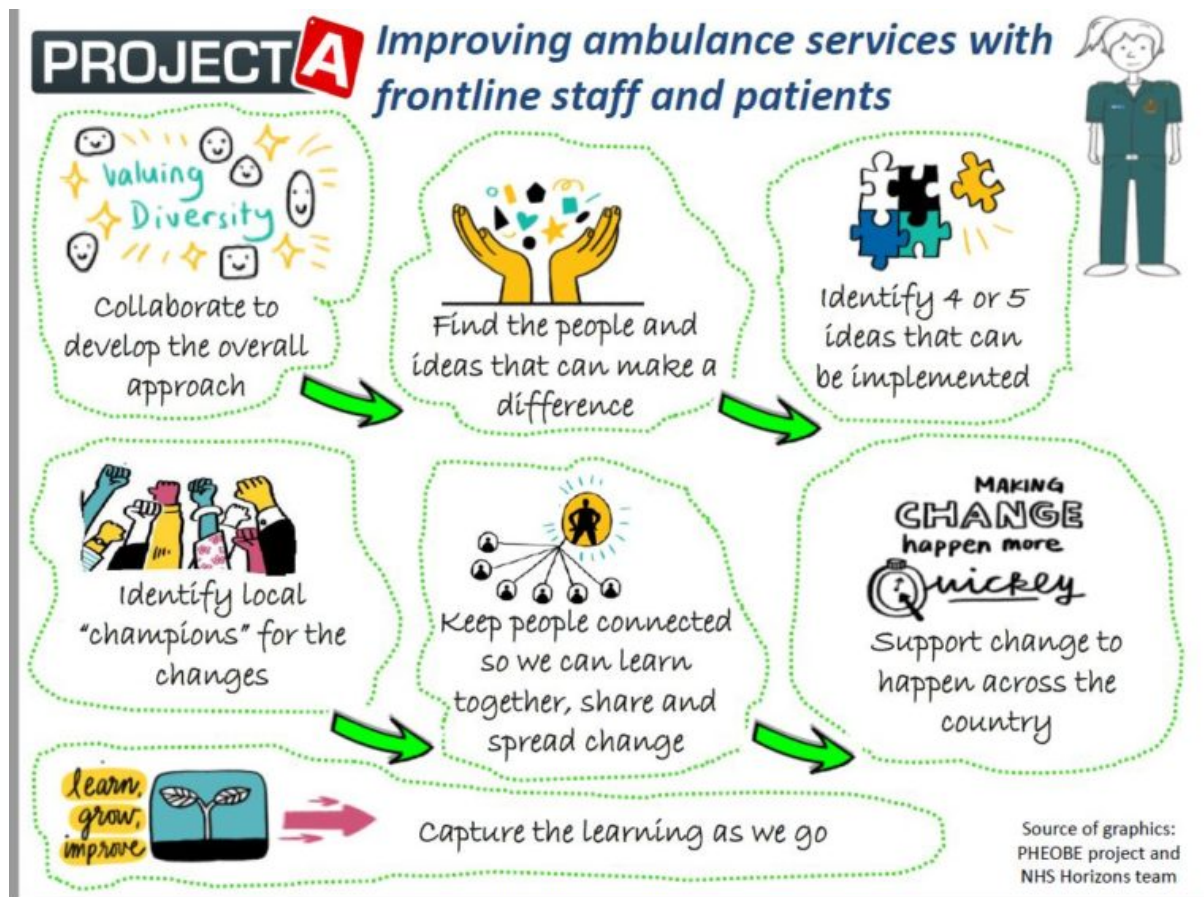 PROJECT A
Improving ambulance services with
frontline staff and patients
Valuing
Diversity
Collaborate to
develop the overall
approach
Find the people and
ideas that can make a
difference
Identify 4 or 5
ideas that can
be implemented
Identify local
"champions" for the
changes
Keep people connected
so we can learn
together, share and
spread change
MAKING
CHANGE
happen more
Quickey
Support change to
happen across the
country
learn,
grow,
improve
Capture the learning as we go
Source of graphics:
PHEOBE project and
NHS Horizons team